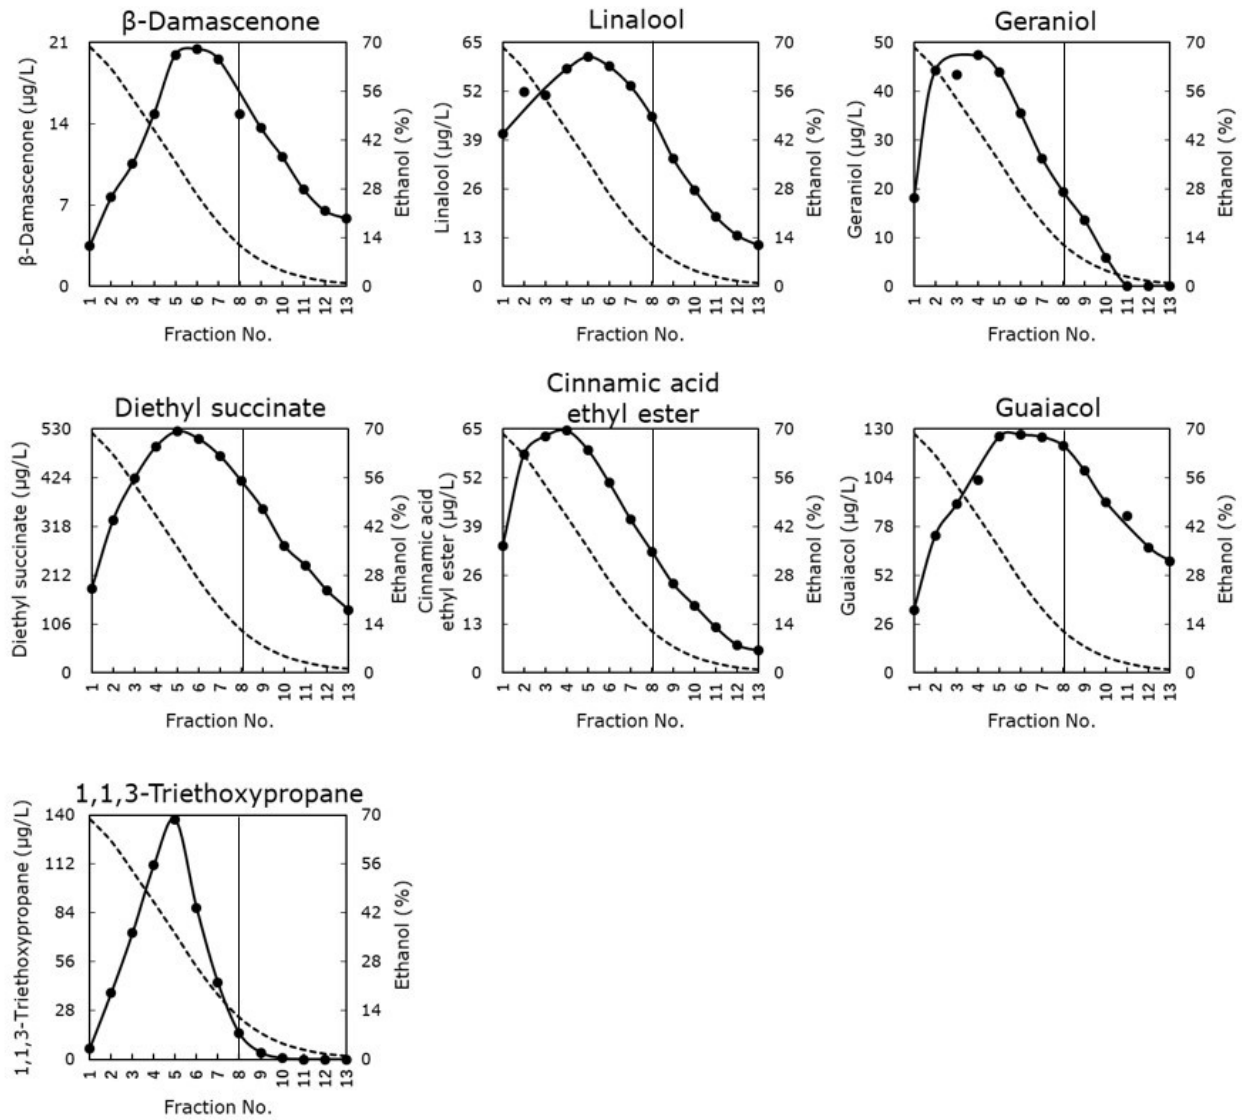 β-Damascenone
β-Damascenone (µg/L)
21
14
7
0
70
56
42
28
14
0
Ethanol (%)
1 2 3 4 5 6 7 8 9 10 11 12 13
Fraction No.
Linalool
Linalool (µg/L)
65
52
39
26
13
0
70
56
42
28
14
0
Ethanol (%)
1 2 3 4 5 6 7 8 9 10 11 12 13
Fraction No.
Geraniol
Geraniol (µg/L)
50
40
30
20
10
0
70
56
42
28
14
0
Ethanol (%)
1 2 3 4 5 6 7 8 9 10 11 12 13
Fraction No.
Diethyl succinate
Diethyl succinate (µg/L)
530
424
318
212
106
0
70
56
42
28
14
0
Ethanol (%)
1 2 3 4 5 6 7 8 9 10 11 12 13
Fraction No.
Cinnamic acid
ethyl ester
Cinnamic acid
ethyl ester (µg/L)
65
52
39
26
13
0
70
56
42
28
14
0
Ethanol (%)
1 2 3 4 5 6 7 8 9 10 11 12 13
Fraction No.
Guaiacol
Guaiacol (µg/L)
130
104
78
52
26
0
70
56
42
28
14
0
Ethanol (%)
1 2 3 4 5 6 7 8 9 10 11 12 13
Fraction No.
1,1,3-Triethoxypropane
1,1,3-Triethoxypropane (µg/L)
140
112
84
56
28
0
70
56
42
28
14
0
Ethanol (%)
1 2 3 4 5 6 7 8 9 10 11 12 13
Fraction No.